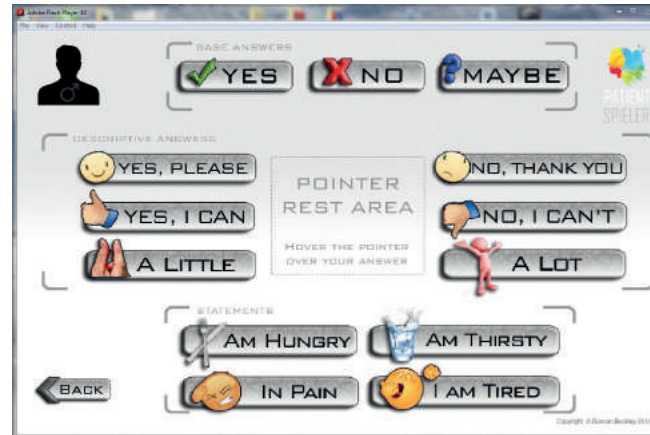 Adobe Flash Player 10
File View Control Help
BASE ANSWERS
YES
NO
MAYBE
PATIENT
SPIELER
DESCRIPTIVE ANSWERS
YES, PLEASE
NO, THANK YOU
YES, I CAN
NO, I CAN'T
A LITTLE
A LOT
POINTER
REST AREA
HOVER THE POINTER
OVER YOUR ANSWER
STATEMENTS
AM HUNGRY
AM THIRSTY
IN PAIN
I AM TIRED
BACK
Copyright ©